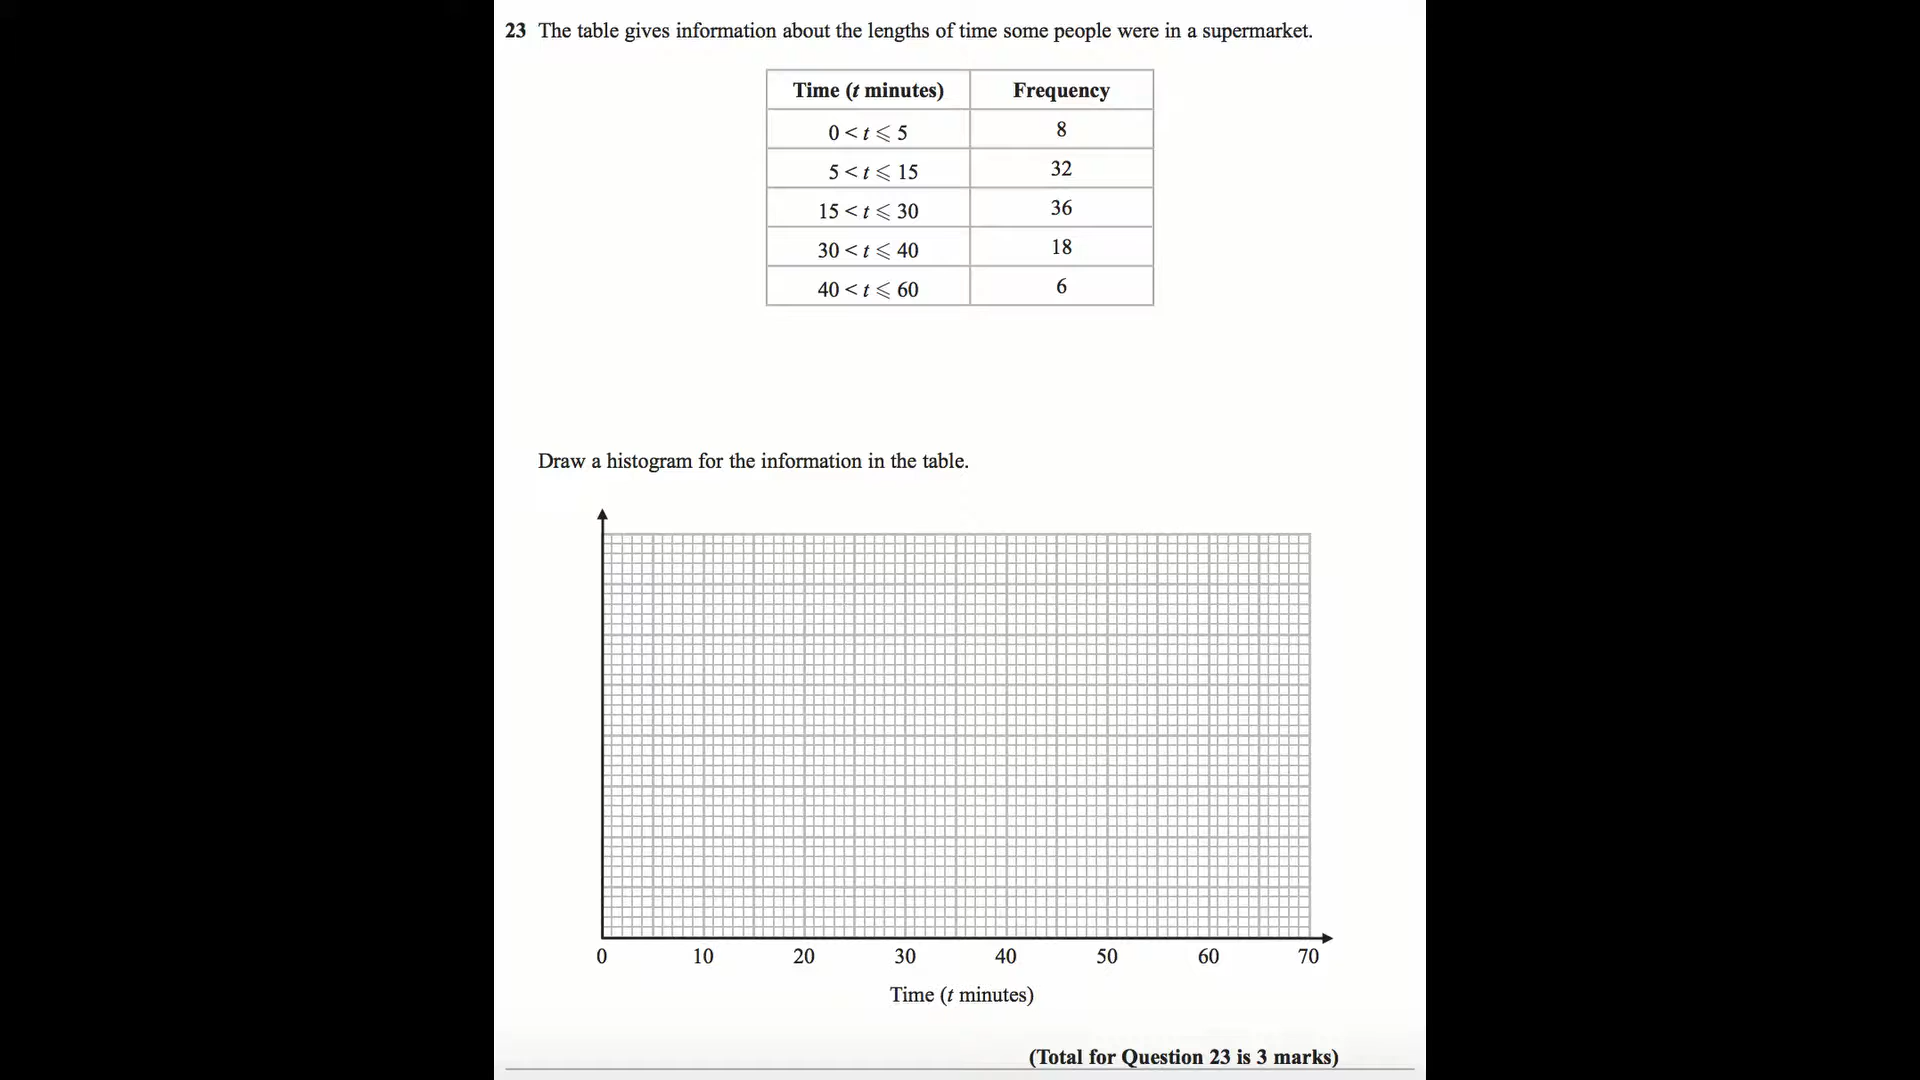 23 The table gives information about the lengths of time some people were in a supermarket.
Time (t minutes) Frequency
0 < t ⩽ 5 8
5 < t ⩽ 15 32
15 < t ⩽ 30 36
30 < t ⩽ 40 18
40 < t ⩽ 60 6
Draw a histogram for the information in the table.
0 10 20 30 40 50 60 70
Time (t minutes)
(Total for Question 23 is 3 marks)